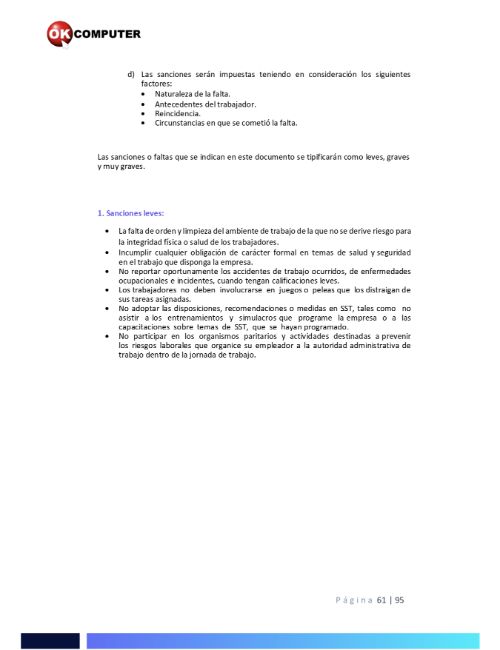 OK COMPUTER
d) Las sanciones serán impuestas teniendo en consideración los siguientes
factores:
• Naturaleza de la falta.
• Antecedentes del trabajador.
• Reincidencia.
• Circunstancias en que se cometió la falta.
Las sanciones o faltas que se indican en este documento se tipificarán como leves, graves
y muy graves.
1. Sanciones leves:
• La falta de orden y limpieza del ambiente de trabajo de la que no se derive riesgo para
la integridad física o salud de los trabajadores.
• Incumplir cualquier obligación de carácter formal en temas de salud y seguridad
en el trabajo que disponga la empresa.
• No reportar oportunamente los accidentes de trabajo ocurridos, de enfermedades
ocupacionales e incidentes, cuando tengan calificaciones leves.
• Los trabajadores no deben involucrarse en juegos o peleas que los distraigan de
sus tareas asignadas.
• No adoptar las disposiciones, recomendaciones o medidas en SST, tales como no
asistir a los entrenamientos y simulacros que programe la empresa o a las
capacitaciones sobre temas de SST, que se hayan programado.
• No participar en los organismos paritarios y actividades destinadas a prevenir
los riesgos laborales que organice su empleador a la autoridad administrativa de
trabajo dentro de la jornada de trabajo.
Página 61 | 95